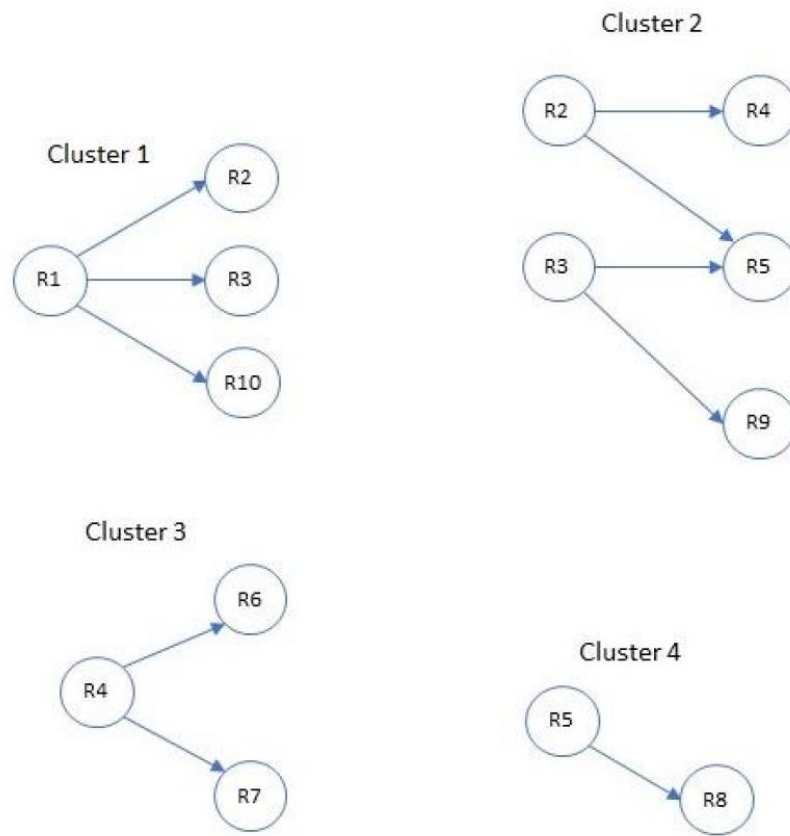 Cluster 1
R1
R2
R3
R10
Cluster 2
R2
R4
R3
R5
R9
Cluster 3
R4
R6
R7
Cluster 4
R5
R8